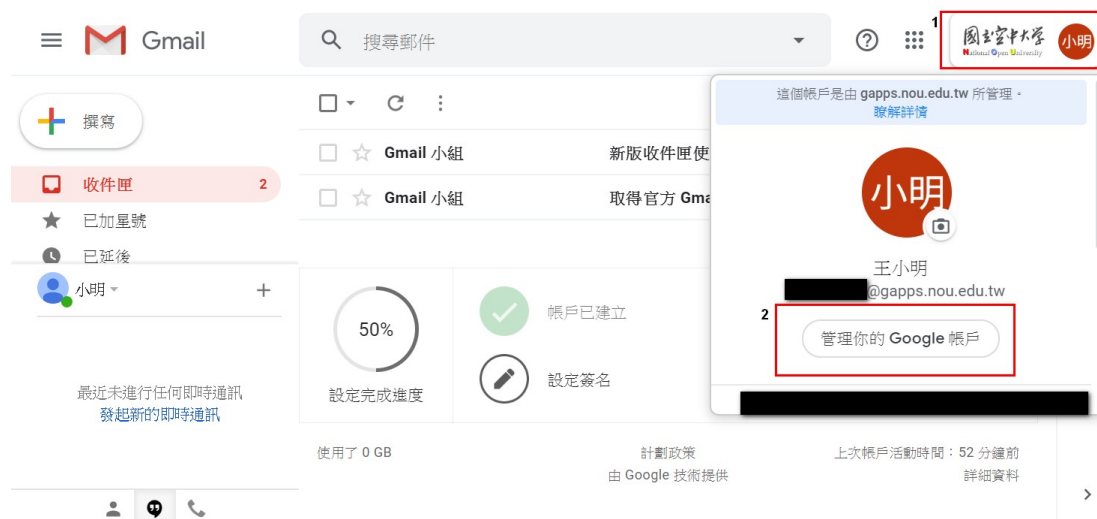 Gmail
搜尋郵件
1
國立空中大學
National Open University
小明
撰寫
收件匣 2
已加星號
已延後
小明
最近未進行任何即時通訊
發起新的即時通訊
Gmail 小組 新版收件匣使
Gmail 小組 取得官方 Gma
50%
設定完成進度
帳戶已建立
設定簽名
使用了 0 GB
計劃政策
由 Google 技術提供
上次帳戶活動時間：52 分鐘前
詳細資料
這個帳戶是由 gapps.nou.edu.tw 所管理。
瞭解詳情
小明
王小明
@gapps.nou.edu.tw
2
管理你的 Google 帳戶